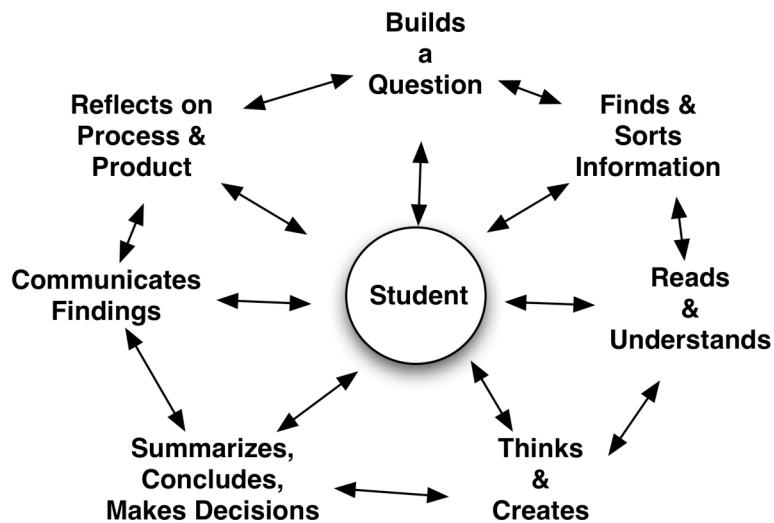 Builds
a
Question
Finds &
Sorts
Information
Reads
&
Understands
Thinks
&
Creates
Summarizes,
Concludes,
Makes Decisions
Communicates
Findings
Reflects on
Process &
Product
Student